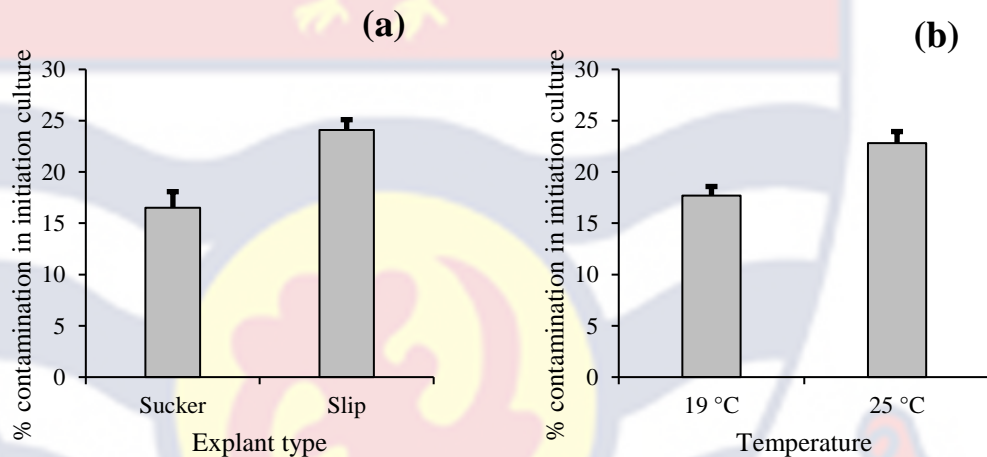 (a)
% contamination in initiation culture
30
25
20
15
10
5
0
Sucker
Slip
Explant type
(b)
% contamination in initiation culture
30
25
20
15
10
5
0
19 °C
25 °C
Temperature